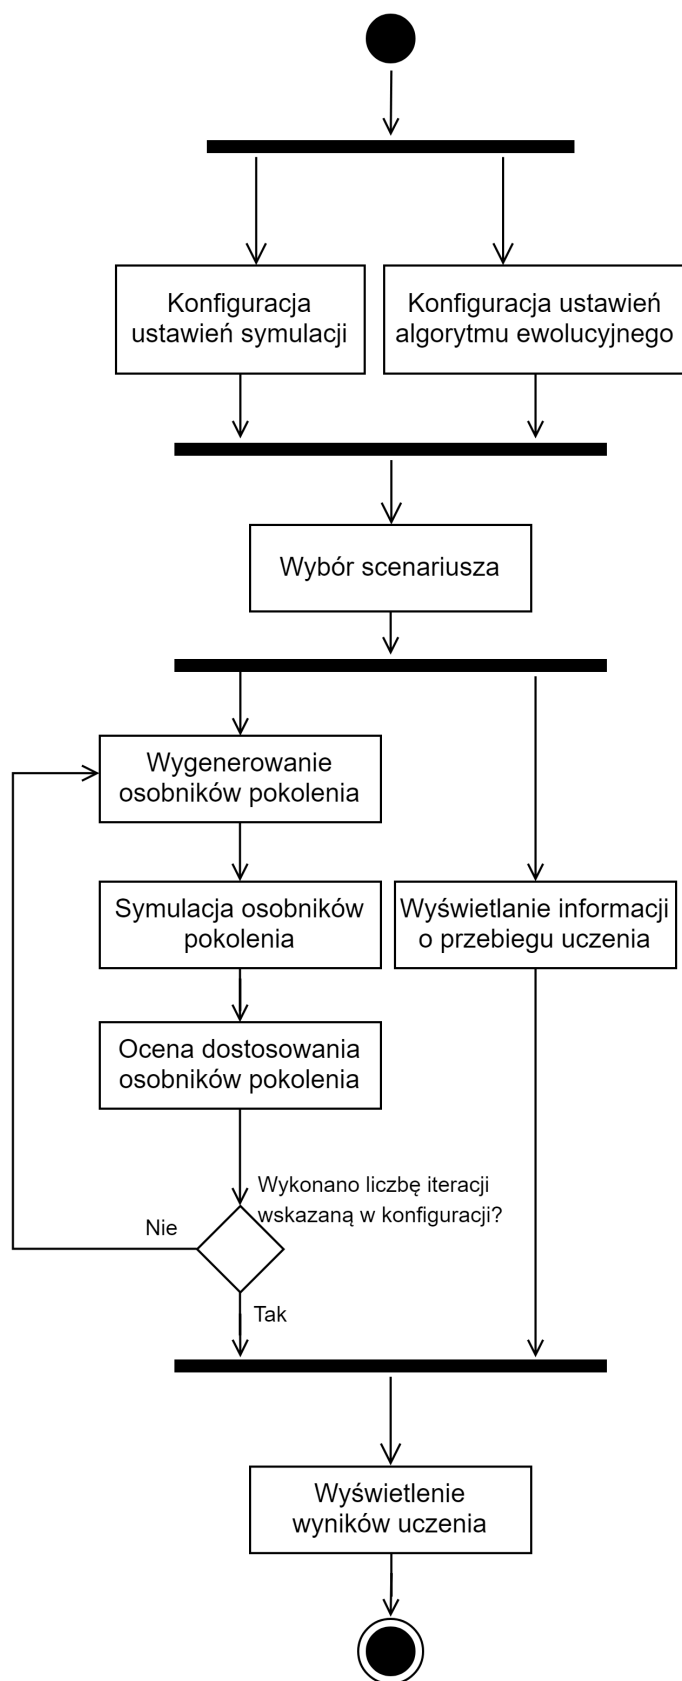 Konfiguracja
ustawień symulacji
Konfiguracja ustawień
algorytmu ewolucyjnego
Wybór scenariusza
Wygenerowanie
osobników pokolenia
Symulacja osobników
pokolenia
Wyświetlanie informacji
o przebiegu uczenia
Ocena dostosowania
osobników pokolenia
Wykonano liczbę iteracji
wskazaną w konfiguracji?
Nie
Tak
Wyświetlenie
wyników uczenia